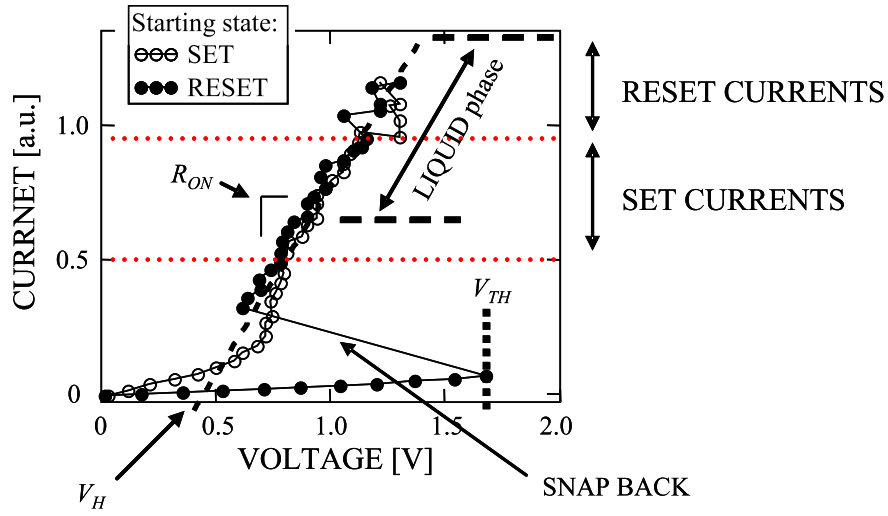 Starting state:
SET
RESET
LIQUID phase
RESET CURRENTS
1.0
R_ON
SET CURRENTS
CURRNET [a.u.]
0.5
V_TH
0
0 0.5 1.0 1.5 2.0
VOLTAGE [V]
V_H
SNAP BACK